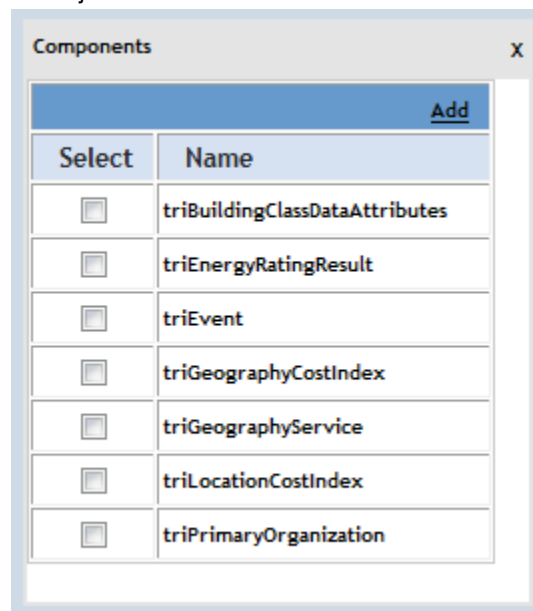 Components x
Add
Select Name
triBuildingClassDataAttributes
triEnergyRatingResult
triEvent
triGeographyCostIndex
triGeographyService
triLocationCostIndex
triPrimaryOrganization